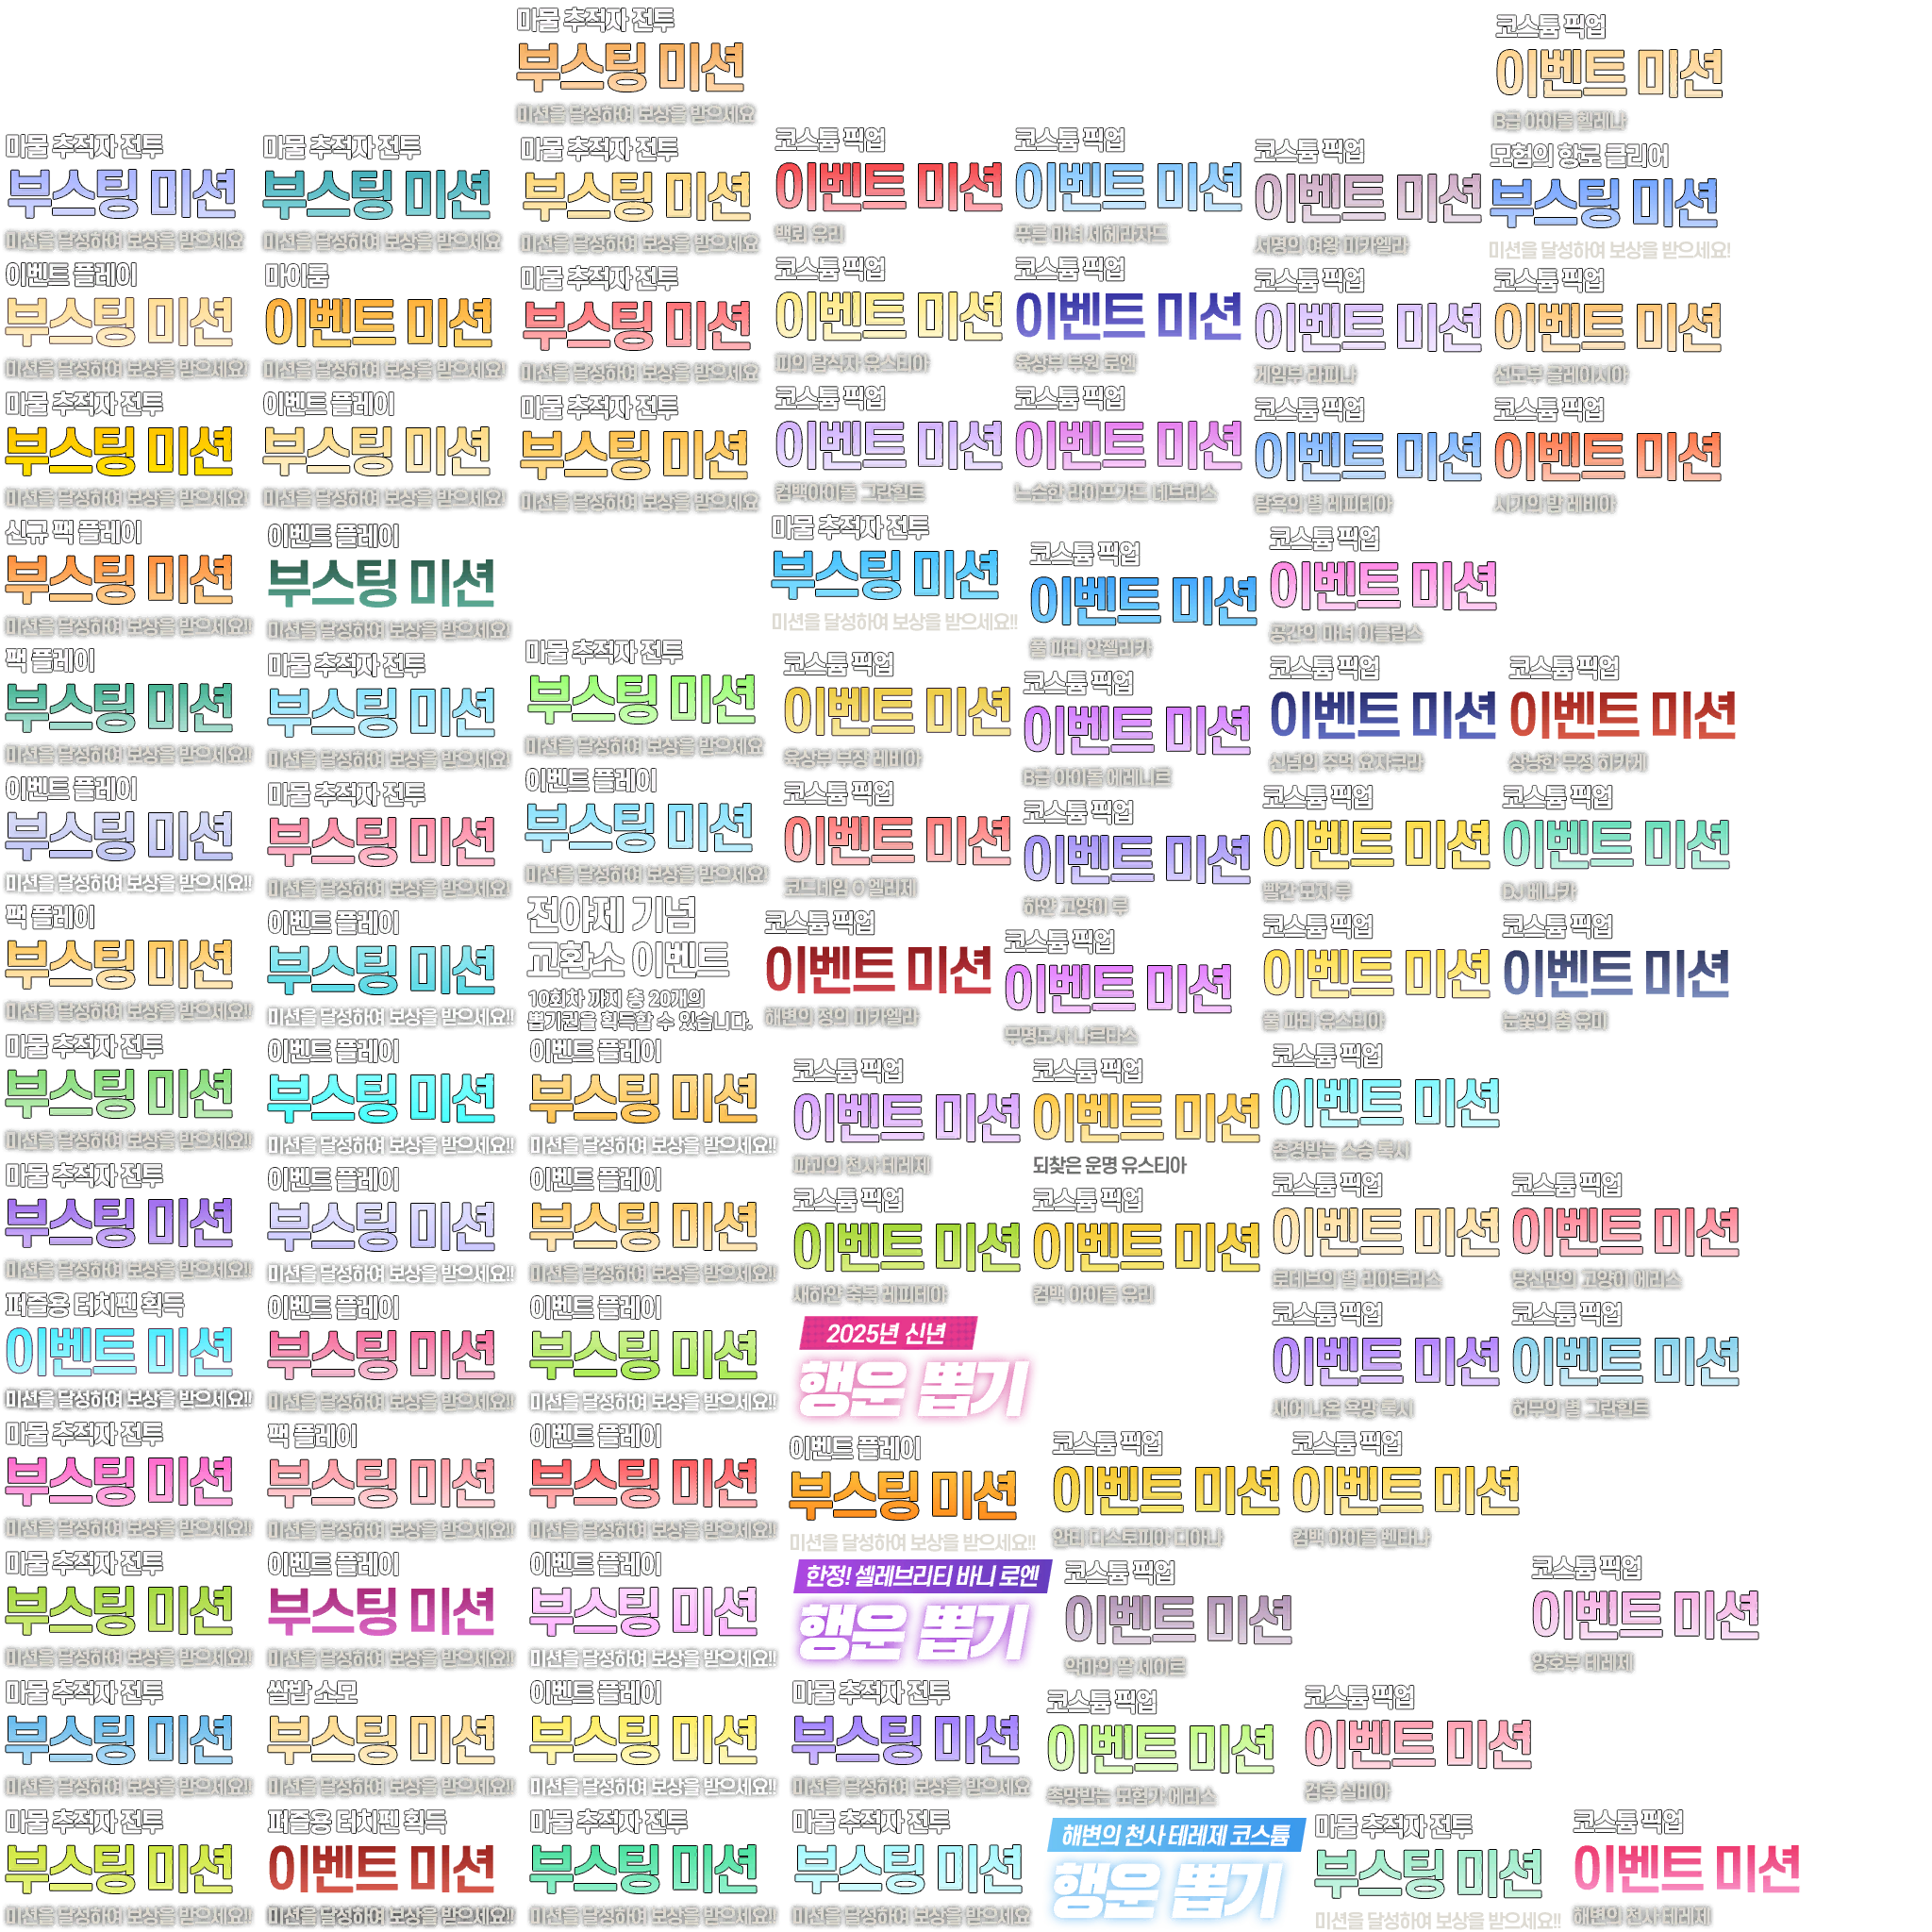 마물 추적자 전투
부스팅 미션
미션을 달성하여 보상을 받으세요
코스튬 픽업
이벤트 미션
B급 아이돌 헬레나
마물 추적자 전투
부스팅 미션
미션을 달성하여 보상을 받으세요
마물 추적자 전투
부스팅 미션
미션을 달성하여 보상을 받으세요
마물 추적자 전투
부스팅 미션
미션을 달성하여 보상을 받으세요
코스튬 픽업
이벤트 미션
백뢰 유리
코스튬 픽업
이벤트 미션
푸른 마녀 셰헤라자드
코스튬 픽업
이벤트 미션
서명의 여왕 미카엘라
모험의 항로 클리어
부스팅 미션
미션을 달성하여 보상을 받으세요!
이벤트 플레이
부스팅 미션
미션을 달성하여 보상을 받으세요!
마이룸
이벤트 미션
미션을 달성하여 보상을 받으세요!
마물 추적자 전투
부스팅 미션
미션을 달성하여 보상을 받으세요
코스튬 픽업
이벤트 미션
피의 탐식자 유스티아
코스튬 픽업
이벤트 미션
육상부 부원 로엔
코스튬 픽업
이벤트 미션
게임부 라피나
코스튬 픽업
이벤트 미션
선도부 글레이시아
마물 추적자 전투
부스팅 미션
미션을 달성하여 보상을 받으세요!
이벤트 플레이
부스팅 미션
미션을 달성하여 보상을 받으세요!
마물 추적자 전투
부스팅 미션
미션을 달성하여 보상을 받으세요
코스튬 픽업
이벤트 미션
컴백아이돌 그란힐트
코스튬 픽업
이벤트 미션
느슨한 라이프가드 네브리스
코스튬 픽업
이벤트 미션
탐욕의 별 레피테아
코스튬 픽업
이벤트 미션
시기의 밤 레비아
신규 팩 플레이
부스팅 미션
미션을 달성하여 보상을 받으세요!!
이벤트 플레이
부스팅 미션
미션을 달성하여 보상을 받으세요!
마물 추적자 전투
부스팅 미션
미션을 달성하여 보상을 받으세요!!
코스튬 픽업
이벤트 미션
풀 파티 안젤리카
코스튬 픽업
이벤트 미션
공간의 마녀 이클립스
팩 플레이
부스팅 미션
미션을 달성하여 보상을 받으세요!!
마물 추적자 전투
부스팅 미션
미션을 달성하여 보상을 받으세요!
마물 추적자 전투
부스팅 미션
미션을 달성하여 보상을 받으세요
코스튬 픽업
이벤트 미션
육상부 부장 레비아
코스튬 픽업
이벤트 미션
B급 아이돌 에레니르
코스튬 픽업
이벤트 미션
신념의 주먹 요자쿠라
코스튬 픽업
이벤트 미션
상냥한 무정 히카게
이벤트 플레이
부스팅 미션
미션을 달성하여 보상을 받으세요!!
마물 추적자 전투
부스팅 미션
미션을 달성하여 보상을 받으세요!
이벤트 플레이
부스팅 미션
미션을 달성하여 보상을 받으세요!
코스튬 픽업
이벤트 미션
코드네임 O 엘리제
코스튬 픽업
이벤트 미션
하얀 고양이 루
코스튬 픽업
이벤트 미션
빨간 모자 루
코스튬 픽업
이벤트 미션
DJ 베니카
팩 플레이
부스팅 미션
미션을 달성하여 보상을 받으세요!!
이벤트 플레이
부스팅 미션
미션을 달성하여 보상을 받으세요!!
전야제 기념
교환소 이벤트
10회차 까지 총 20개의
뽑기권을 획득할 수 있습니다.
코스튬 픽업
이벤트 미션
해변의 정의 미카엘라
코스튬 픽업
이벤트 미션
무명도사 나르타스
코스튬 픽업
이벤트 미션
풀 파티 유스티아
코스튬 픽업
이벤트 미션
눈꽃의 춤 유미
마물 추적자 전투
부스팅 미션
미션을 달성하여 보상을 받으세요!!
이벤트 플레이
부스팅 미션
미션을 달성하여 보상을 받으세요!!
이벤트 플레이
부스팅 미션
미션을 달성하여 보상을 받으세요!!
코스튬 픽업
이벤트 미션
파괴의 천사 테레제
코스튬 픽업
이벤트 미션
되찾은 운명 유스티아
코스튬 픽업
이벤트 미션
존경받는 스승 록시
마물 추적자 전투
부스팅 미션
미션을 달성하여 보상을 받으세요!!
이벤트 플레이
부스팅 미션
미션을 달성하여 보상을 받으세요!!
이벤트 플레이
부스팅 미션
미션을 달성하여 보상을 받으세요!!
코스튬 픽업
이벤트 미션
새하얀 축복 레피테아
코스튬 픽업
이벤트 미션
컴백 아이돌 유리
코스튬 픽업
이벤트 미션
로데브의 별 리아트리스
코스튬 픽업
이벤트 미션
당신만의 고양이 에리스
퍼즐용 터치펜 획득
이벤트 미션
미션을 달성하여 보상을 받으세요!!
이벤트 플레이
부스팅 미션
미션을 달성하여 보상을 받으세요!!
이벤트 플레이
부스팅 미션
미션을 달성하여 보상을 받으세요!!
2025년 신년
행운 뽑기
코스튬 픽업
이벤트 미션
새어 나온 욕망 록시
코스튬 픽업
이벤트 미션
허무의 별 그란힐트
마물 추적자 전투
부스팅 미션
미션을 달성하여 보상을 받으세요!!
팩 플레이
부스팅 미션
미션을 달성하여 보상을 받으세요!!
이벤트 플레이
부스팅 미션
미션을 달성하여 보상을 받으세요!!
이벤트 플레이
부스팅 미션
미션을 달성하여 보상을 받으세요!!
코스튬 픽업
이벤트 미션
안티 디스토피아 디아나
코스튬 픽업
이벤트 미션
컴백 아이돌 벤타나
마물 추적자 전투
부스팅 미션
미션을 달성하여 보상을 받으세요!!
이벤트 플레이
부스팅 미션
미션을 달성하여 보상을 받으세요!!
이벤트 플레이
부스팅 미션
미션을 달성하여 보상을 받으세요!!
한정! 셀레브리티 바니 로엔
행운 뽑기
코스튬 픽업
이벤트 미션
악마의 딸 세이르
코스튬 픽업
이벤트 미션
양호부 테레제
마물 추적자 전투
부스팅 미션
미션을 달성하여 보상을 받으세요!!
쌀밥 소모
부스팅 미션
미션을 달성하여 보상을 받으세요!!
이벤트 플레이
부스팅 미션
미션을 달성하여 보상을 받으세요!!
마물 추적자 전투
부스팅 미션
미션을 달성하여 보상을 받으세요
코스튬 픽업
이벤트 미션
촉망받는 모험가 에리스
코스튬 픽업
이벤트 미션
검후 실비아
마물 추적자 전투
부스팅 미션
미션을 달성하여 보상을 받으세요!!
퍼즐용 터치펜 획득
이벤트 미션
미션을 달성하여 보상을 받으세요!!
마물 추적자 전투
부스팅 미션
미션을 달성하여 보상을 받으세요!!
마물 추적자 전투
부스팅 미션
미션을 달성하여 보상을 받으세요
해변의 천사 테레제 코스튬
행운 뽑기
마물 추적자 전투
부스팅 미션
미션을 달성하여 보상을 받으세요!!
코스튬 픽업
이벤트 미션
해변의 천사 테레제